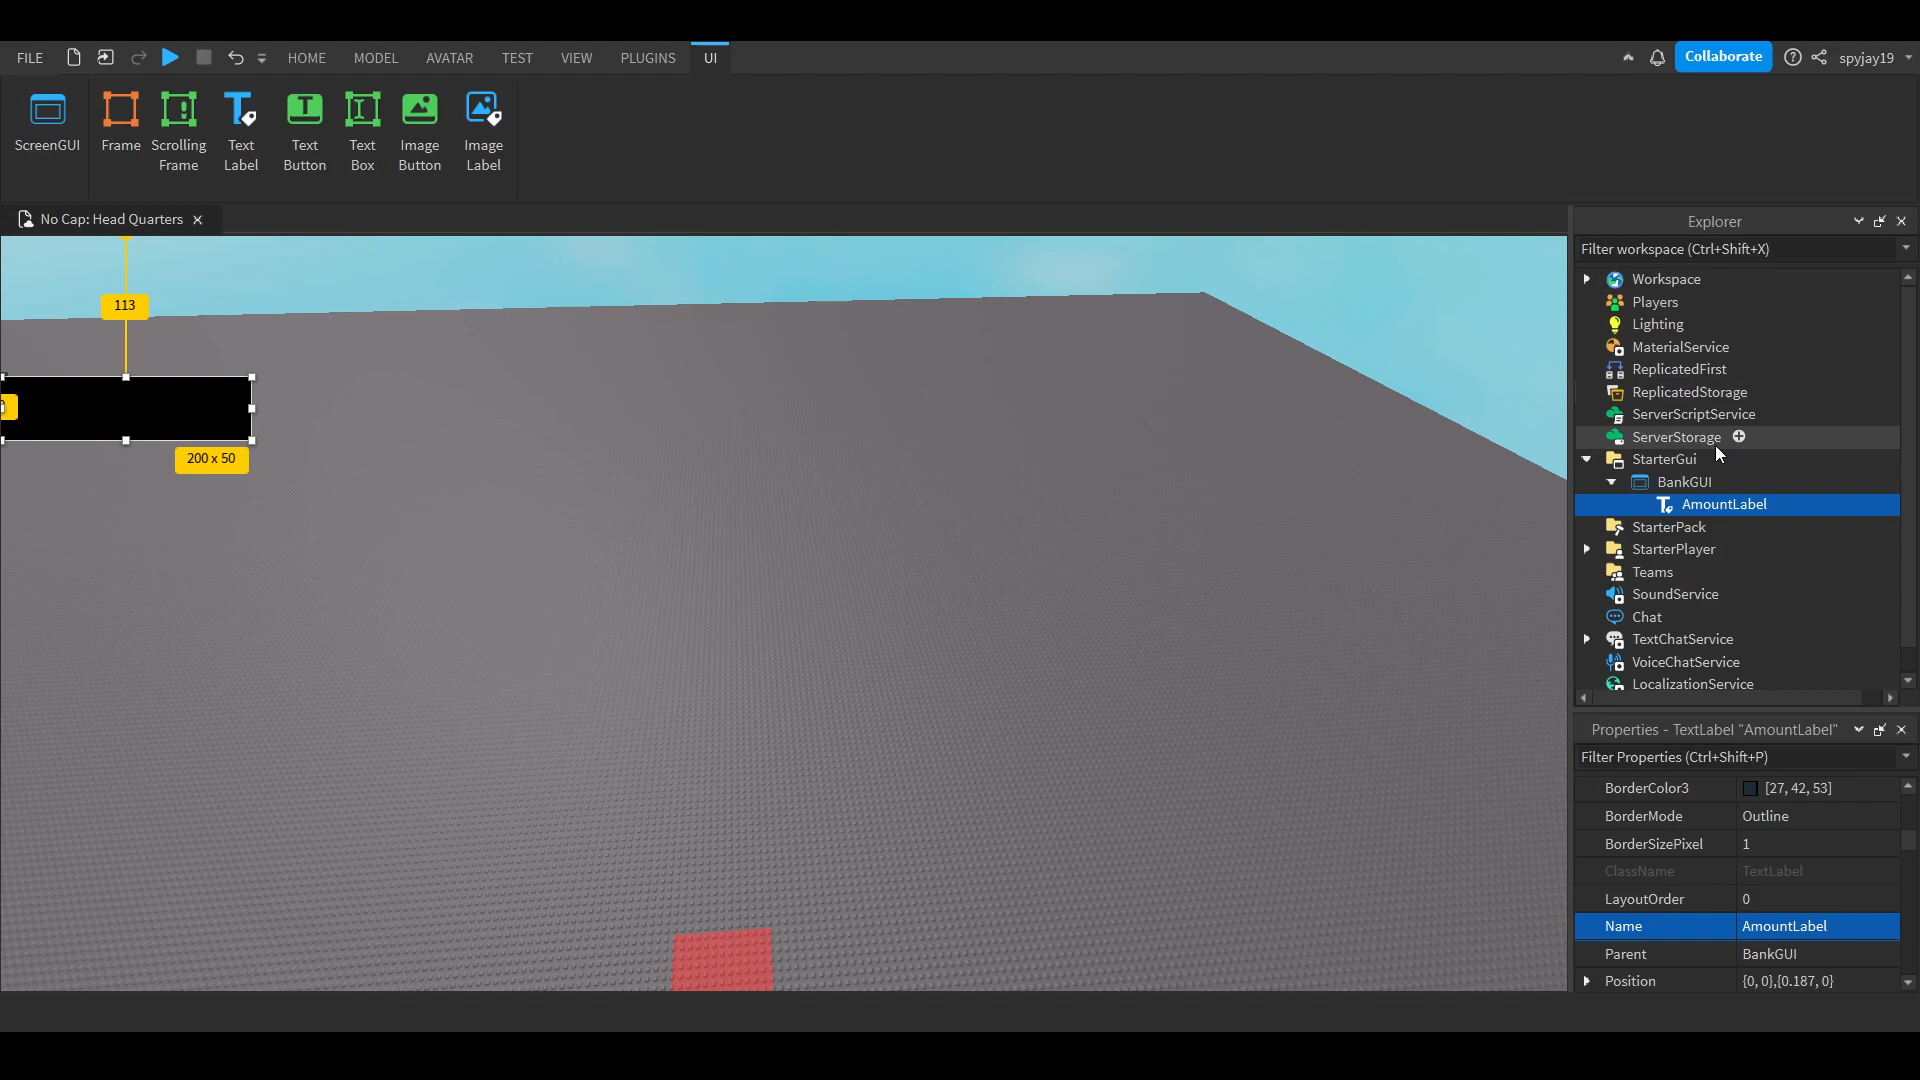 FILE
HOME
MODEL
AVATAR
TEST
VIEW
PLUGINS
UI
Collaborate
spyjay19
ScreenGUI
Frame
Scrolling
Frame
Text
Label
Text
Button
Text
Box
Image
Button
Image
Label
No Cap: Head Quarters
113
200 x 50
Explorer
Filter workspace (Ctrl+Shift+X)
Workspace
Players
Lighting
MaterialService
ReplicatedFirst
ReplicatedStorage
ServerScriptService
ServerStorage
StarterGui
BankGUI
AmountLabel
StarterPack
StarterPlayer
Teams
SoundService
Chat
TextChatService
VoiceChatService
LocalizationService
Properties - TextLabel "AmountLabel"
Filter Properties (Ctrl+Shift+P)
BorderColor3 [27, 42, 53]
BorderMode Outline
BorderSizePixel 1
ClassName TextLabel
LayoutOrder 0
Name AmountLabel
Parent BankGUI
Position {0, 0},{0.187, 0}